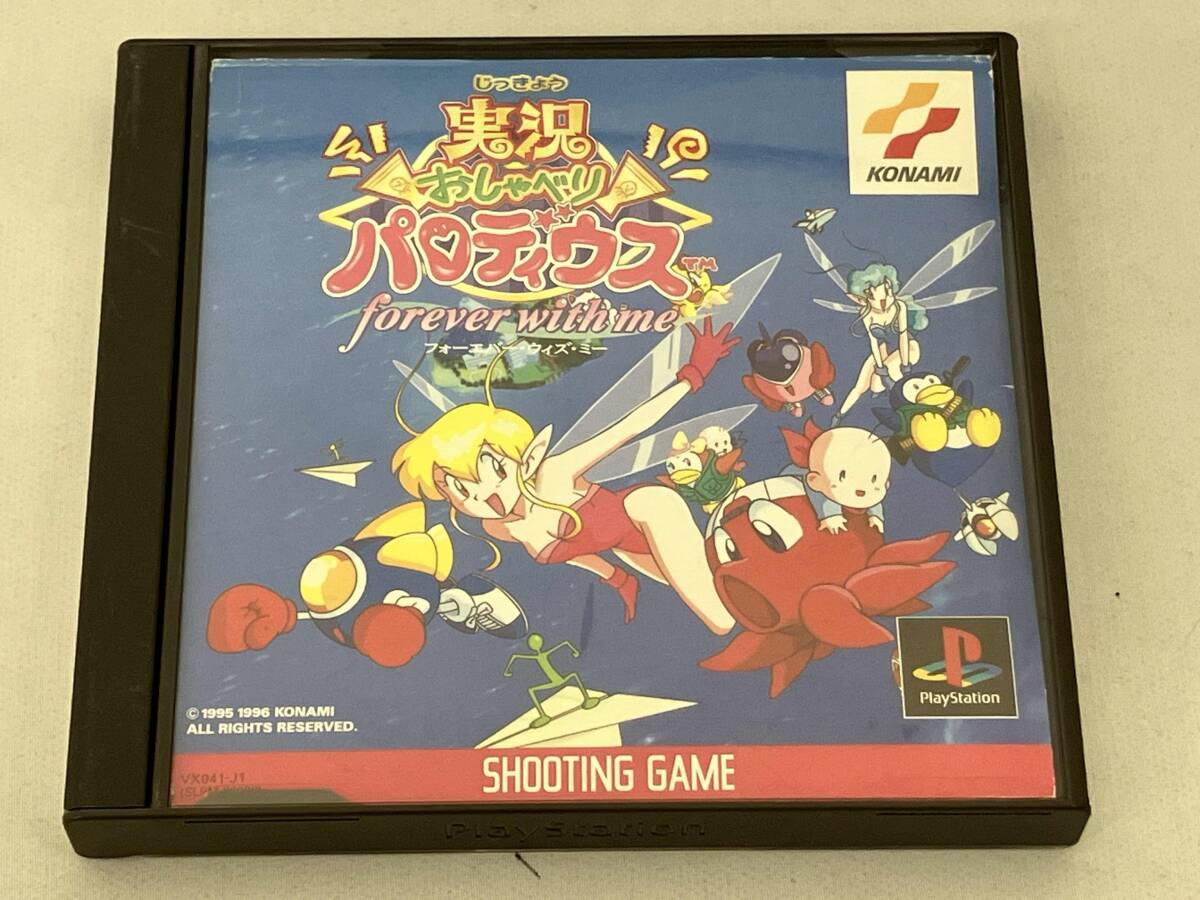 じっきょう
実況
おしゃべり
パロディウス™
forever with me
フォーエバー・ウィズ・ミー
KONAMI
PlayStation
© 1995 1996 KONAMI
ALL RIGHTS RESERVED.
SHOOTING GAME
VX041-J1
PlayStation